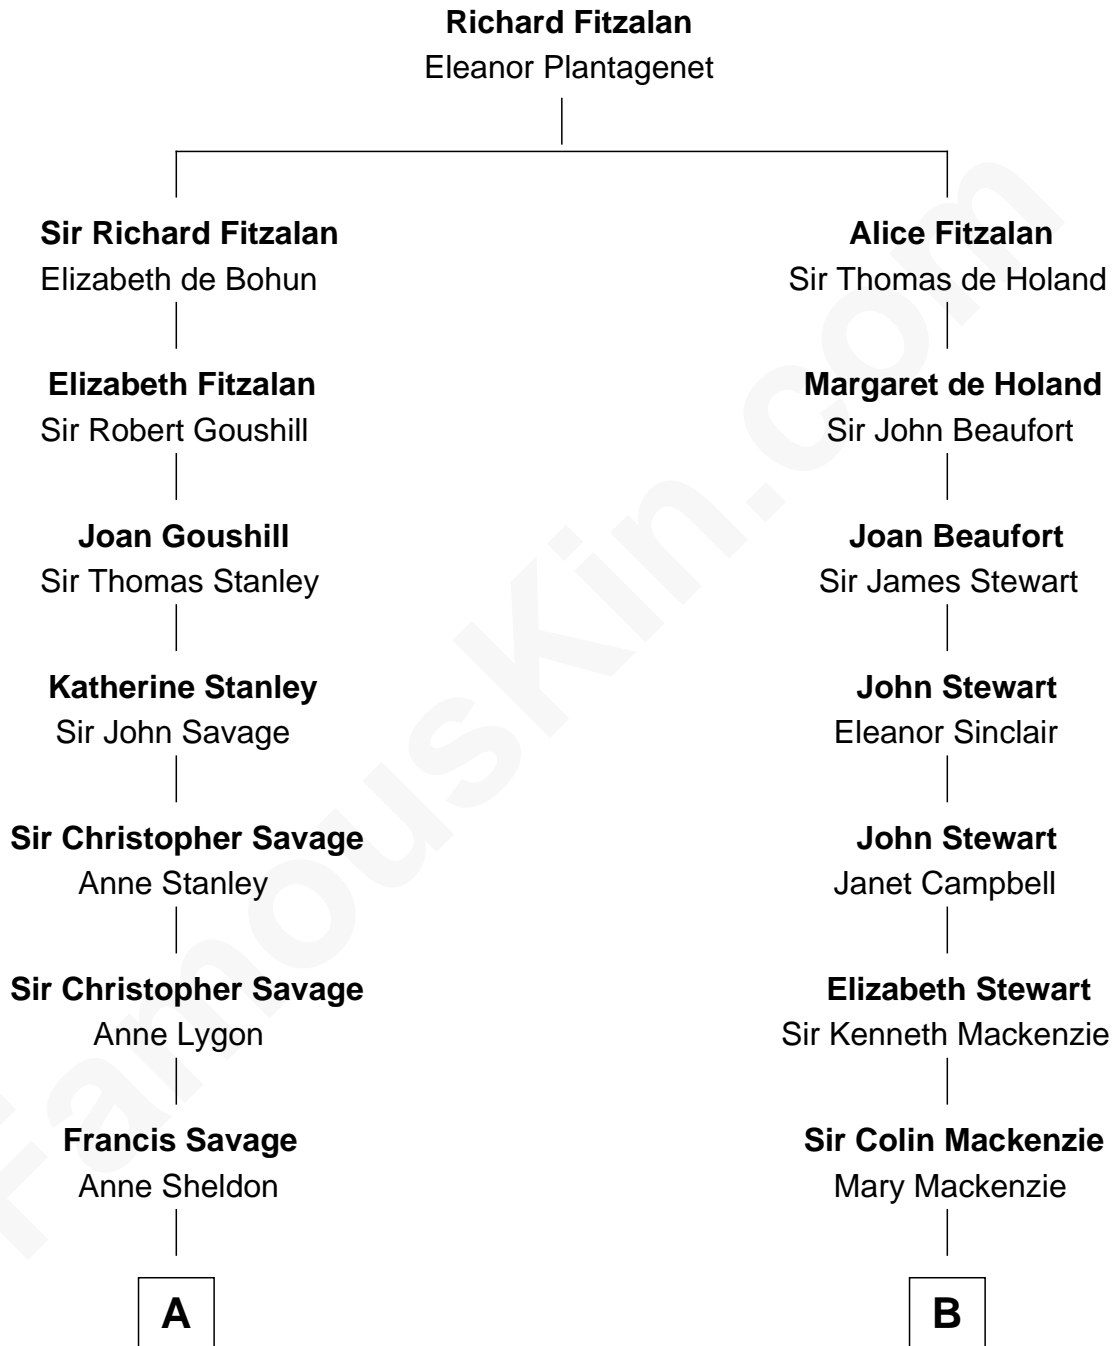 Richard Fitzalan
Eleanor Plantagenet
Sir Richard Fitzalan
Elizabeth de Bohun
Alice Fitzalan
Sir Thomas de Holand
Elizabeth Fitzalan
Sir Robert Goushill
Margaret de Holand
Sir John Beaufort
Joan Goushill
Sir Thomas Stanley
Joan Beaufort
Sir James Stewart
Katherine Stanley
Sir John Savage
John Stewart
Eleanor Sinclair
Sir Christopher Savage
Anne Stanley
John Stewart
Janet Campbell
Sir Christopher Savage
Anne Lygon
Elizabeth Stewart
Sir Kenneth Mackenzie
Francis Savage
Anne Sheldon
Sir Colin Mackenzie
Mary Mackenzie
A
B
FamousKin.com